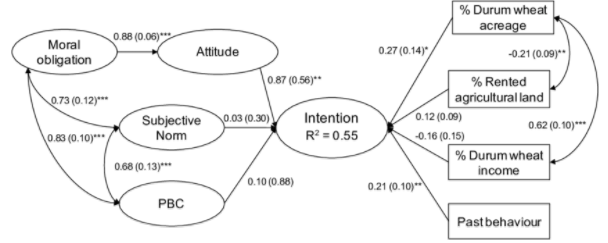 % Durum wheat
acreage
0.88 (0.06)***
Moral
obligation
Attitude
0.27 (0.14)*
-0.21 (0.09)**
0.87 (0.56)**
% Rented
agricultural land
0.73 (0.12)***
Subjective
Norm
0.03 (0.30)
Intention
R² = 0.55
0.12 (0.09)
0.62 (0.10)***
0.83 (0.10)***
-0.16 (0.15)
% Durum wheat
income
0.68 (0.13)***
0.10 (0.88)
0.21 (0.10)**
PBC
Past behaviour